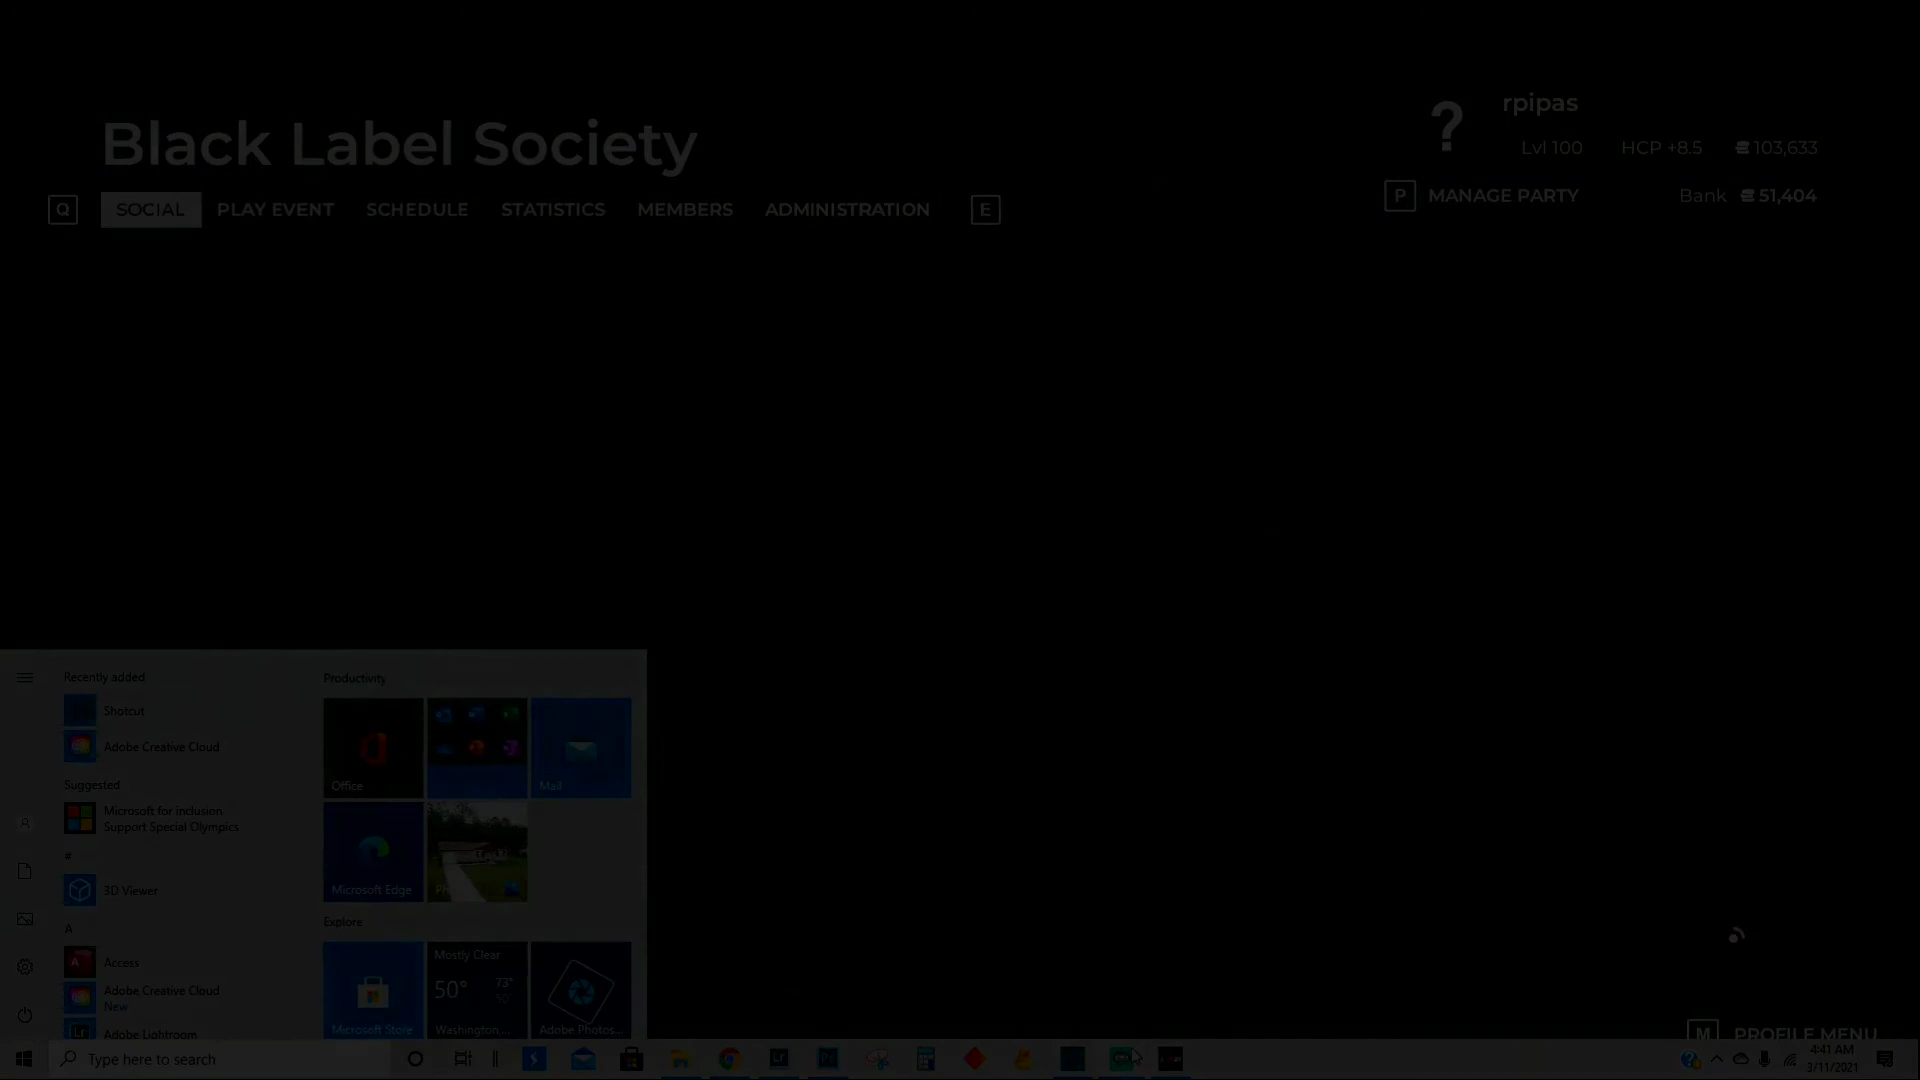 Black Label Society
Q SOCIAL PLAY EVENT SCHEDULE STATISTICS MEMBERS ADMINISTRATION E
? rpipas
Lvl 100 HCP +8.5 103,633
P MANAGE PARTY Bank 51,404
Recently added
Shotcut
Adobe Creative Cloud
Suggested
Microsoft for inclusion
Support Special Olympics
#
3D Viewer
A
Access
Adobe Creative Cloud
New
Adobe Lightroom
Productivity
Office
Mail
Microsoft Edge
Explore
Microsoft Store
Mostly Clear
50° 73°
50°
Washington...
Adobe Photos...
M PROFILE MENU
Type here to search
Lr
4:41 AM
3/11/2021